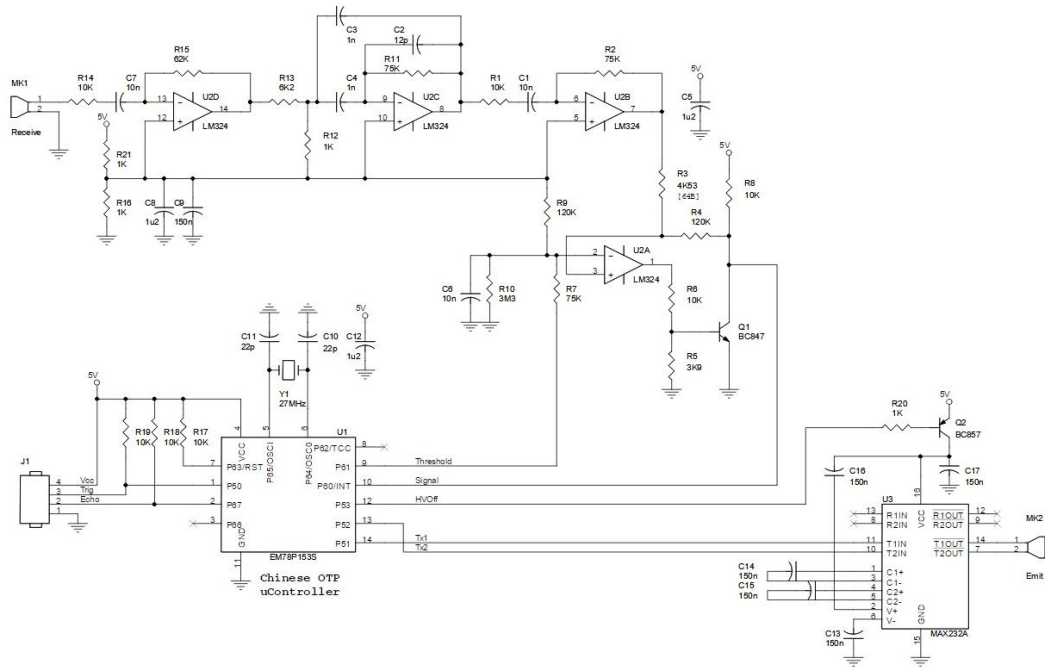 C3
1n
C2
12p
R15
62K
R11
75K
R2
75K
MK1
1
2
Receive
R14
10K
C7
10n
13
12
U2D
14
LM324
R13
6K2
C4
1n
9
10
U2C
8
LM324
R1
10K
C1
10n
6
5
U2B
7
LM324
5V
C5
1u2
5V
R21
1K
R16
1K
R12
1K
C8
1u2
C9
150n
R9
120K
R3
4K53
5V
R8
10K
R4
120K
2
3
U2A
1
LM324
C6
10n
R10
3M3
R7
75K
R6
10K
R5
3K9
Q1
BC847
C11
22p
C10
22p
5V
C12
1u2
Y1
27MHz
5V
R19
10K
R18
10K
R17
10K
J1
4
3
2
1
Vcc
Trig
Echo
4
5
6
U1
VCC
P65/OSCI
P64/OSCO
P62/TCC
8
7
P63/RST
P61
9
Threshold
1
P50
P60/INT
10
Signal
2
P67
P53
12
HVOff
3
P66
P52
13
GND
P51
14
Tx1
Tx2
11
EM78P153S
Chinese OTP
uController
R20
1K
5V
Q2
BC857
C16
150n
C17
150n
16
U3
VCC
13
R1IN
R1OUT
12
8
R2IN
R2OUT
9
11
T1IN
T1OUT
14
10
T2IN
T2OUT
7
MK2
1
2
Emit
C14
150n
C15
150n
1
C1+
3
C1-
4
C2+
5
C2-
2
V+
6
V-
GND
15
C13
150n
MAX232A